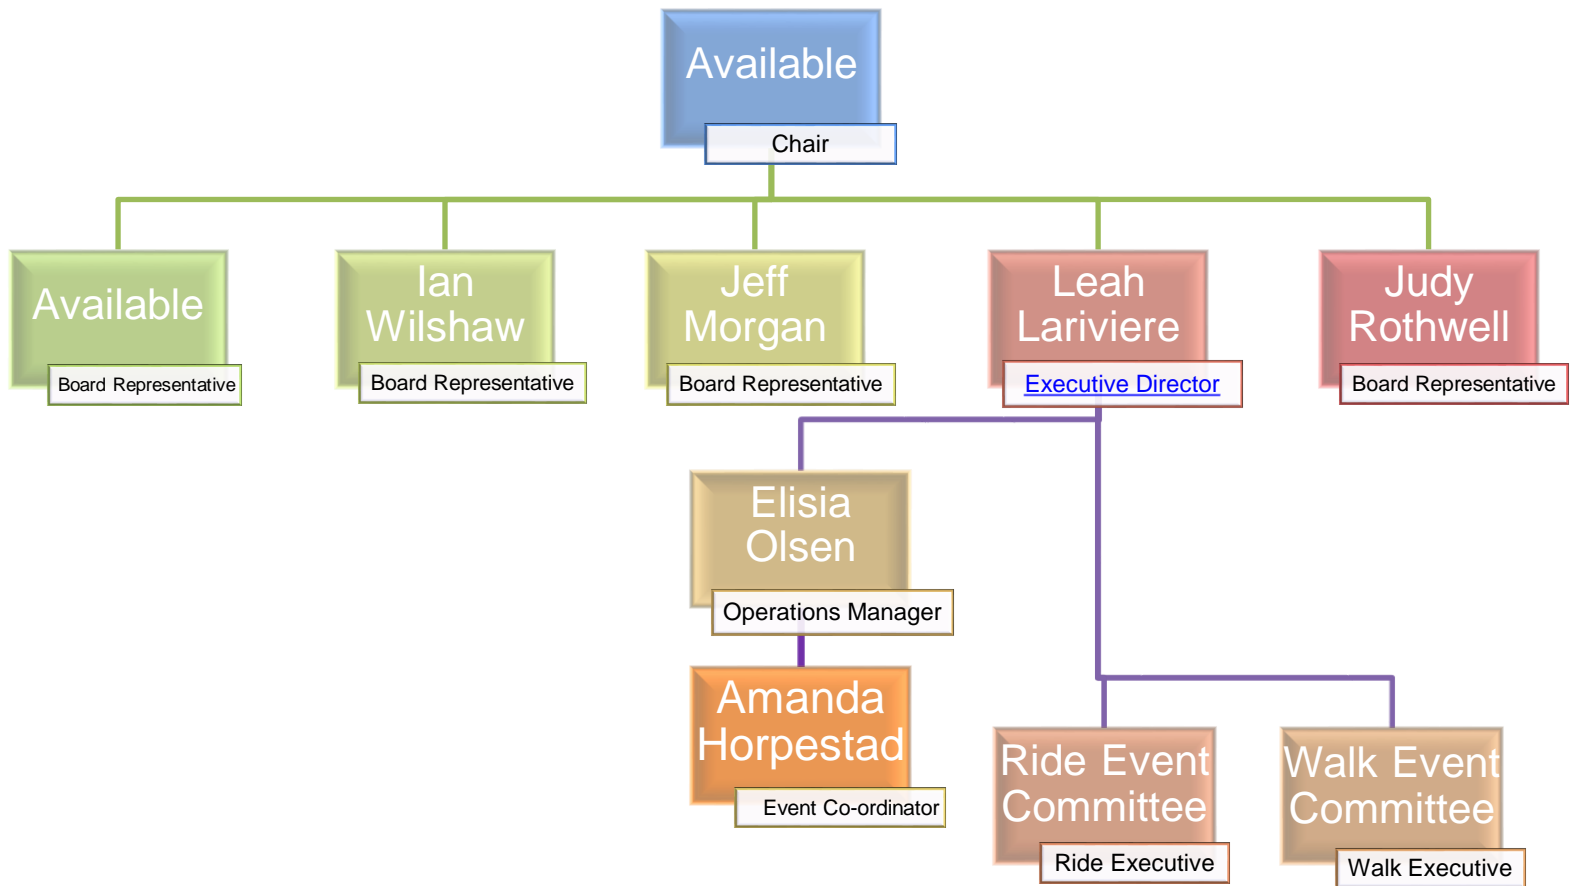 Available
Chair
Available
Board Representative
Ian
Wilshaw
Board Representative
Jeff
Morgan
Board Representative
Leah
Lariviere
Executive Director
Judy
Rothwell
Board Representative
Elisia
Olsen
Operations Manager
Amanda
Horpestad
Event Co-ordinator
Ride Event
Committee
Ride Executive
Walk Event
Committee
Walk Executive